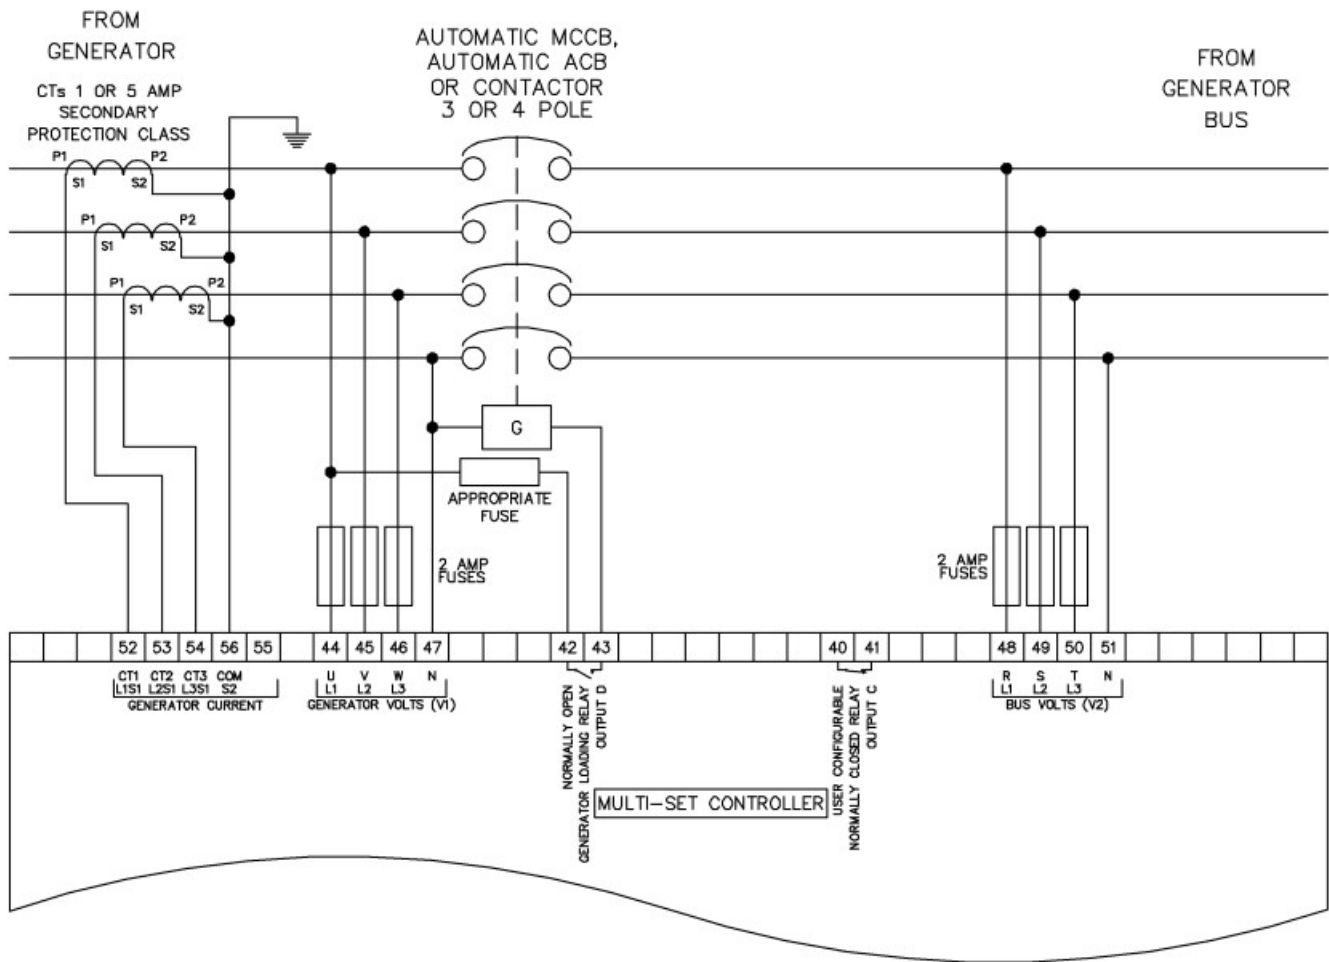 FROM
GENERATOR
CTs 1 OR 5 AMP
SECONDARY
PROTECTION CLASS
AUTOMATIC MCCB,
AUTOMATIC ACB
OR CONTACTOR
3 OR 4 POLE
FROM
GENERATOR
BUS
P1
P2
S1
S2
P1
P2
S1
S2
P1
P2
S1
S2
G
APPROPRIATE
FUSE
2 AMP
FUSES
2 AMP
FUSES
52 53 54 56 55 44 45 46 47 42 43 40 41 48 49 50 51
CT1 CT2 CT3 COM
L1S1 L2S1 L3S1 S2
GENERATOR CURRENT
U V W N
L1 L2 L3
GENERATOR VOLTS (V1)
NORMALLY OPEN
GENERATOR LOADING RELAY
OUTPUT D
MULTI-SET CONTROLLER
USER CONFIGURABLE
NORMALLY CLOSED RELAY
OUTPUT C
R S T N
L1 L2 L3
BUS VOLTS (V2)